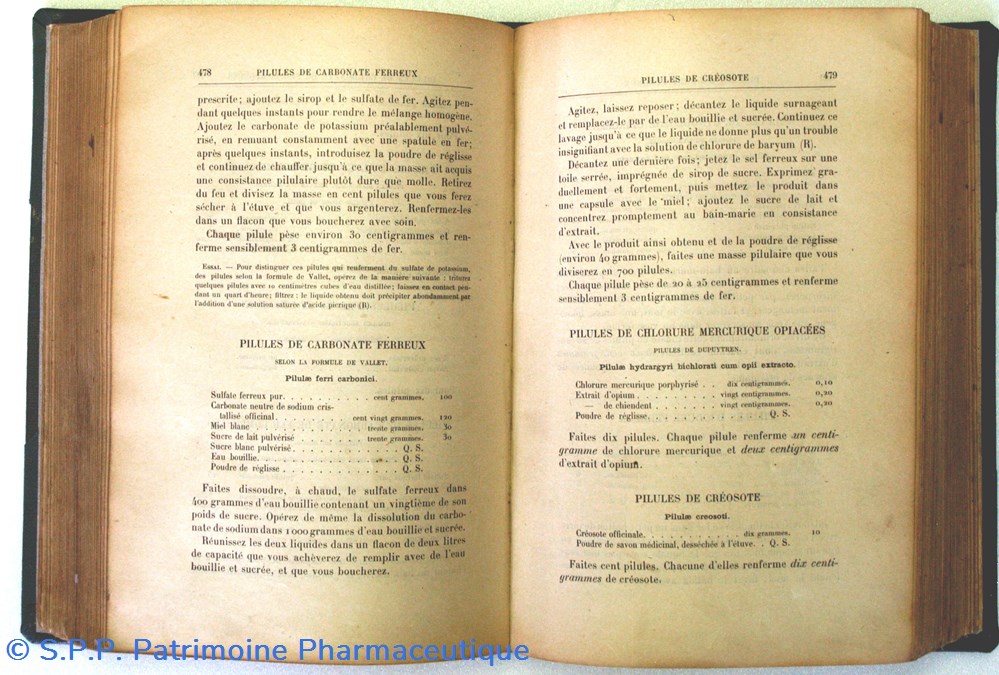 478 PILULES DE CARBONATE FERREUX
prescrite; ajoutez le sirop et le sulfate de fer. Agitez pen-
dant quelques instants pour rendre le mélange homogène.
Ajoutez le carbonate de potassium préalablement pulvé-
risé, en remuant constamment avec une spatule en fer;
après quelques instants, introduisez la poudre de réglisse
et continuez de chauffer jusqu'à ce que la masse ait acquis
une consistance pilulaire plutôt dure que molle. Retirez
du feu et divisez la masse en cent pilules que vous ferez
sécher à l'étuve et que vous argenterez. Renfermez-les
dans un flacon que vous boucherez avec soin.
Chaque pilule pèse environ 30 centigrammes et ren-
ferme sensiblement 3 centigrammes de fer.
ESSAI. — Pour distinguer ces pilules qui renferment du sulfate de potassium,
des pilules selon la formule de Vallet, opérez de la manière suivante : triturez
quelques pilules avec 10 centimètres cubes d'eau distillée; laissez en contact pen-
dant un quart d'heure; filtrez : le liquide obtenu doit précipiter abondamment par
l'addition d'une solution saturée d'acide picrique (R).
PILULES DE CARBONATE FERREUX
SELON LA FORMULE DE VALLET.
Pilulæ ferri carbonici.
Sulfate ferreux pur. . . . . . . . . . . cent grammes. 100
Carbonate neutre de sodium cris-
tallisé officinal. . . . . . . . . cent vingt grammes. 120
Miel blanc . . . . . . . . . . . . trente grammes. 30
Sucre de lait pulvérisé . . . . . . . trente grammes. 30
Sucre blanc pulvérisé . . . . . . . . . . . . Q. S.
Eau bouillie. . . . . . . . . . . . . . . . Q. S.
Poudre de réglisse . . . . . . . . . . . . . Q. S.
Faites dissoudre, à chaud, le sulfate ferreux dans
400 grammes d'eau bouillie contenant un vingtième de son
poids de sucre. Opérez de même la dissolution du carbo-
nate de sodium dans 1 000 grammes d'eau bouillie et sucrée.
Réunissez les deux liquides dans un flacon de deux litres
de capacité que vous achèverez de remplir avec de l'eau
bouillie et sucrée, et que vous boucherez.
PILULES DE CRÉOSOTE 479
Agitez, laissez reposer; décantez le liquide surnageant
et remplacez-le par de l'eau bouillie et sucrée. Continuez ce
lavage jusqu'à ce que le liquide ne donne plus qu'un trouble
insignifiant avec la solution de chlorure de baryum (R).
Décantez une dernière fois; jetez le sel ferreux sur une
toile serrée, imprégnée de sirop de sucre. Exprimez gra-
duellement et fortement, puis mettez le produit dans
une capsule avec le miel; ajoutez le sucre de lait et
concentrez promptement au bain-marie en consistance
d'extrait.
Avec le produit ainsi obtenu et de la poudre de réglisse
(environ 40 grammes), faites une masse pilulaire que vous
diviserez en 700 pilules.
Chaque pilule pèse de 20 à 25 centigrammes et renferme
sensiblement 3 centigrammes de fer.
PILULES DE CHLORURE MERCURIQUE OPIACÉES
PILULES DE DUPUYTREN.
Pilulæ hydrargyri bichlorati cum opii extracto.
Chlorure mercurique porphyrisé . . dix centigrammes. 0,10
Extrait d'opium . . . . . . . . . vingt centigrammes. 0,20
— de chiendent . . . . . . . vingt centigrammes. 0,20
Poudre de réglisse. . . . . . . . . . . . . Q. S.
Faites dix pilules. Chaque pilule renferme un centi-
gramme de chlorure mercurique et deux centigrammes
d'extrait d'opium.
PILULES DE CRÉOSOTE
Pilulæ creosoti.
Créosote officinale. . . . . . . . . . dix grammes. 10
Poudre de savon médicinal, desséchée à l'étuve. . Q. S.
Faites cent pilules. Chacune d'elles renferme dix centi-
grammes de créosote.
© S.P.P. Patrimoine Pharmaceutique